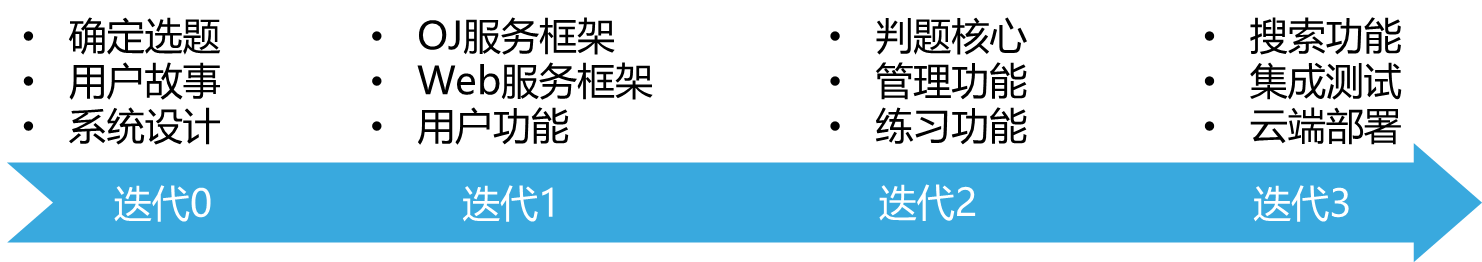 • 确定选题
• 用户故事
• 系统设计
• OJ服务框架
• Web服务框架
• 用户功能
• 判题核心
• 管理功能
• 练习功能
• 搜索功能
• 集成测试
• 云端部署
迭代0
迭代1
迭代2
迭代3